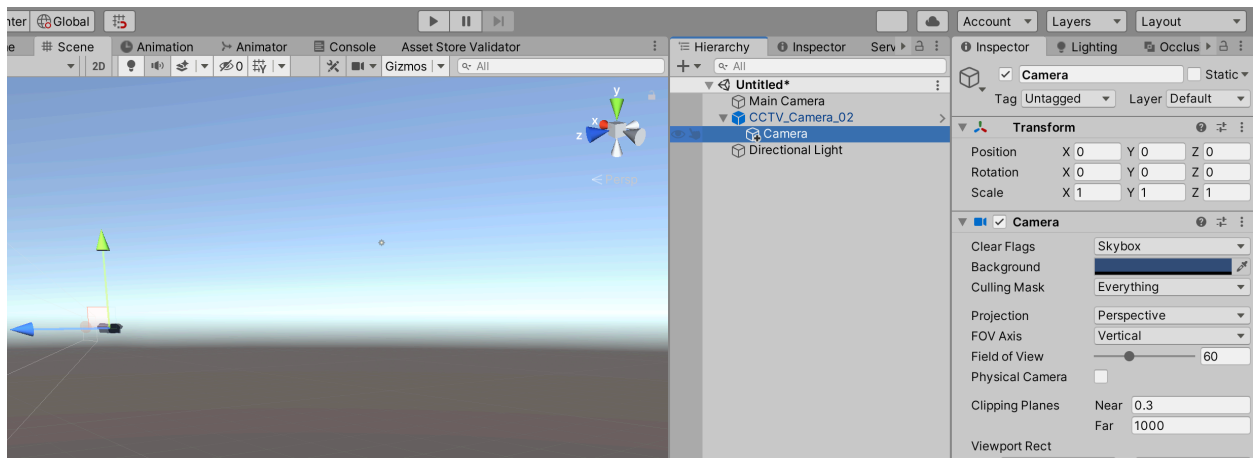 nter Global Account Layers Layout
e Scene Animation Animator Console Asset Store Validator Hierarchy Inspector Serv Inspector Lighting Occlus
2D 0 Gizmos All All
Camera Static
Untitled*
Main Camera
Tag Untagged Layer Default
CCTV_Camera_02
Camera
Directional Light
y
x
z
Persp
Transform
Position X 0 Y 0 Z 0
Rotation X 0 Y 0 Z 0
Scale X 1 Y 1 Z 1
Camera
Clear Flags Skybox
Background
Culling Mask Everything
Projection Perspective
FOV Axis Vertical
Field of View 60
Physical Camera
Clipping Planes Near 0.3
Far 1000
Viewport Rect